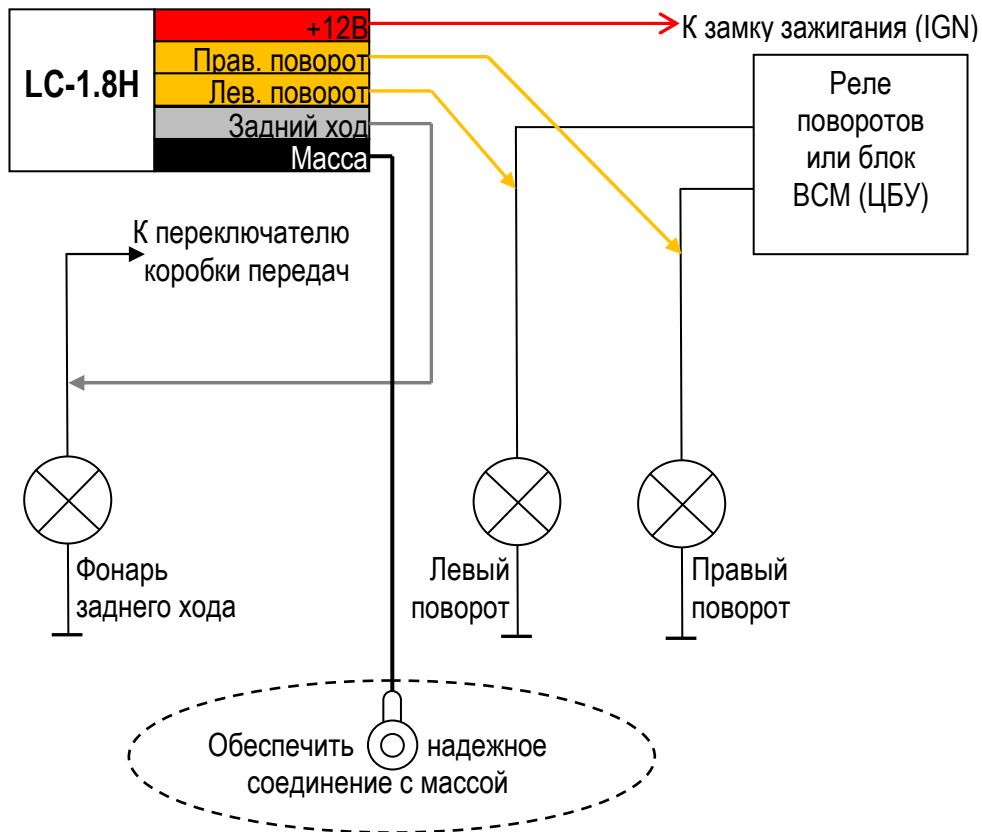 +12В
К замку зажигания (IGN)
LC-1.8H
Прав. поворот
Лев. поворот
Задний ход
Масса
Реле
поворотов
или блок
BCM (ЦБУ)
К переключателю
коробки передач
Фонарь
заднего хода
Левый
поворот
Правый
поворот
Обеспечить надежное
соединение с массой